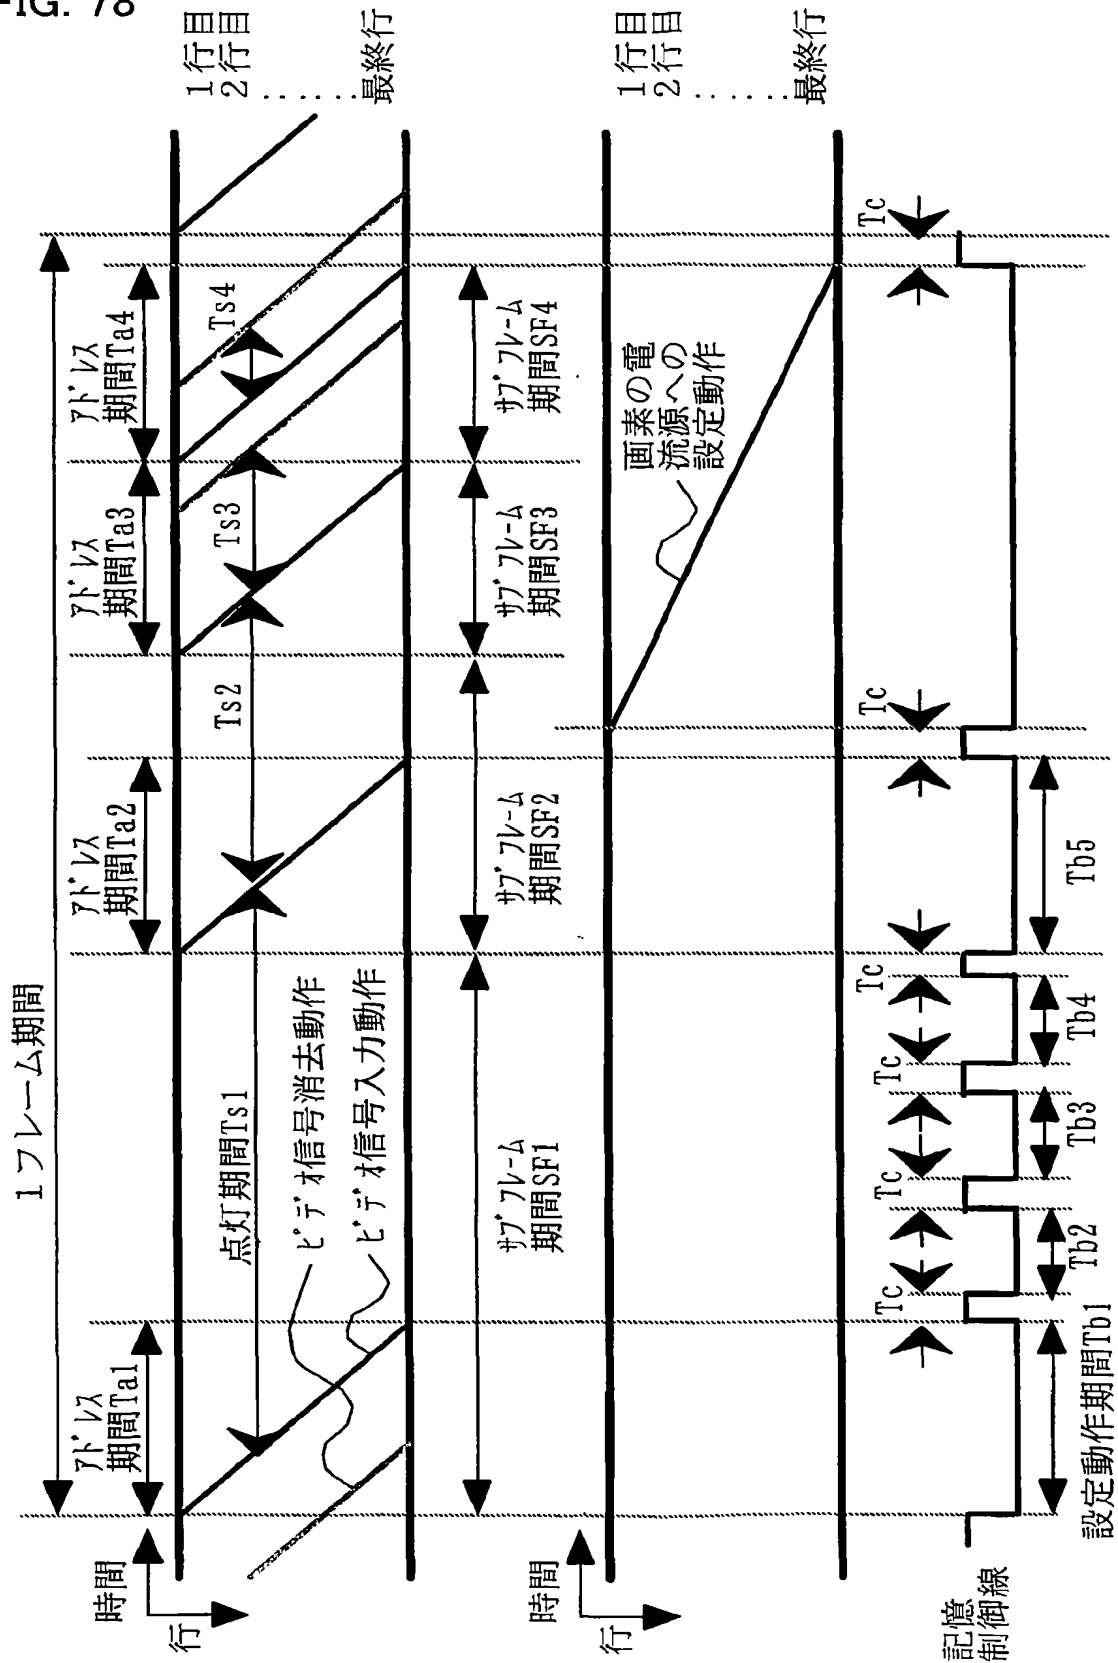 FIG. 78
1フレーム期間
アドレス
期間Ta1
アドレス
期間Ta2
アドレス
期間Ta3
アドレス
期間Ta4
時間
行
1行目
2行目
......
最終行
点灯期間Ts1
Ts2
Ts3
Ts4
ビデオ信号消去動作
ビデオ信号入力動作
サブフレーム
期間SF1
サブフレーム
期間SF2
サブフレーム
期間SF3
サブフレーム
期間SF4
時間
行
1行目
2行目
......
最終行
画素の電
流源への
設定動作
Tc
Tc
Tc
Tc
Tc
Tc
記憶
制御線
設定動作期間Tb1
Tb2
Tb3
Tb4
Tb5